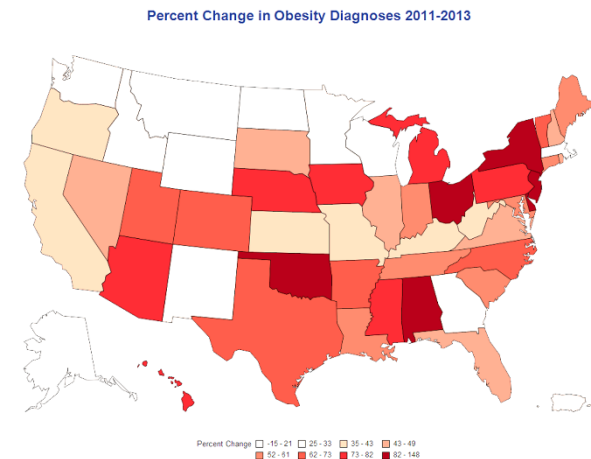 Percent Change in Obesity Diagnoses 2011-2013
Percent Change -15 - 21 25 - 33 35 - 43 43 - 49
52 - 61 62 - 73 73 - 82 82 - 148